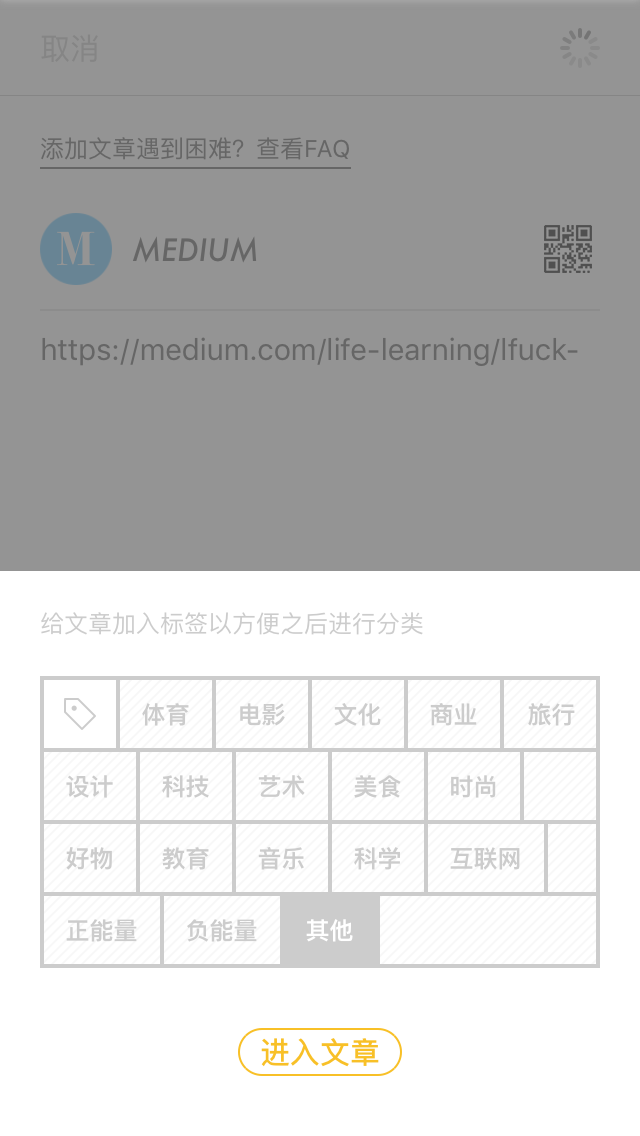 取消
添加文章遇到困难？查看FAQ
M MEDIUM
https://medium.com/life-learning/lfuck-
给文章加入标签以方便之后进行分类
体育 电影 文化 商业 旅行
设计 科技 艺术 美食 时尚
好物 教育 音乐 科学 互联网
正能量 负能量 其他
进入文章